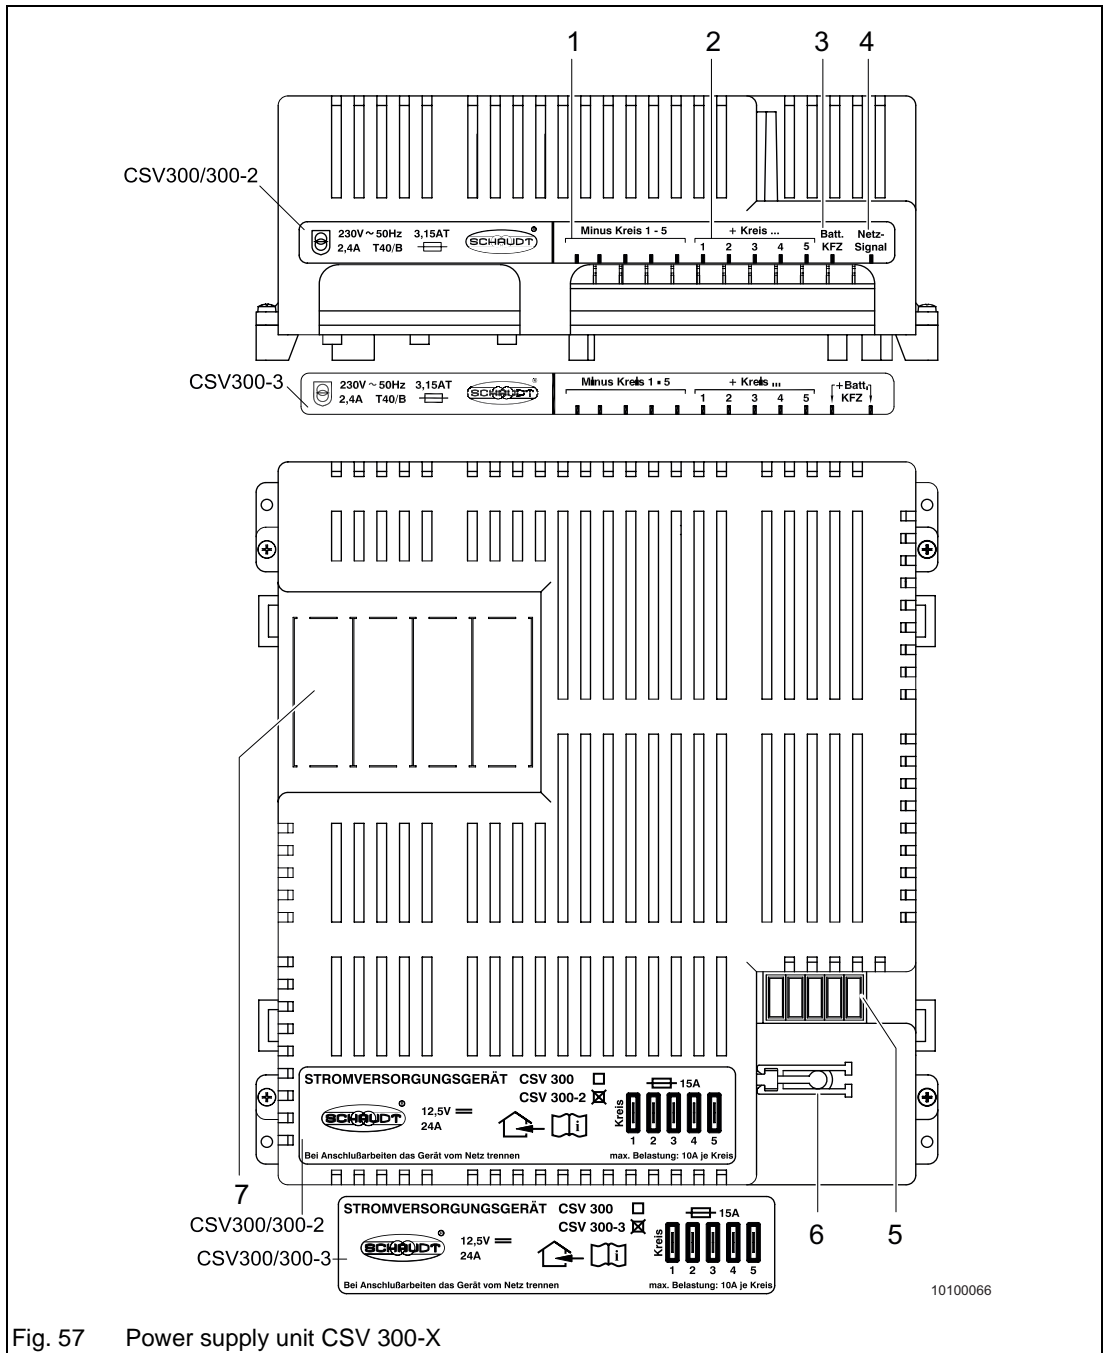 1 2 3 4
CSV300/300-2
230V ~ 50Hz 3,15AT
2,4A T40/B
SCHAUDT ®
Minus Kreis 1 - 5
+ Kreis ...
1 2 3 4 5
Batt.
KFZ
Netz-
Signal
CSV300-3
230V ~ 50Hz 3,15AT
2,4A T40/B
SCHAUDT ®
Minus Kreis 1 - 5
+ Kreis ...
1 2 3 4 5
+Batt.
KFZ
STROMVERSORGUNGSGERÄT CSV 300
CSV 300-2
SCHAUDT ®
12,5V
24A
i
Kreis
15A
1 2 3 4 5
Bei Anschlußarbeiten das Gerät vom Netz trennen
max. Belastung: 10A je Kreis
7
CSV300/300-2
6
5
CSV300/300-3
STROMVERSORGUNGSGERÄT CSV 300
CSV 300-3
SCHAUDT ®
12,5V
24A
i
Kreis
15A
1 2 3 4 5
Bei Anschlußarbeiten das Gerät vom Netz trennen
max. Belastung: 10A je Kreis
10100066
Fig. 57 Power supply unit CSV 300-X